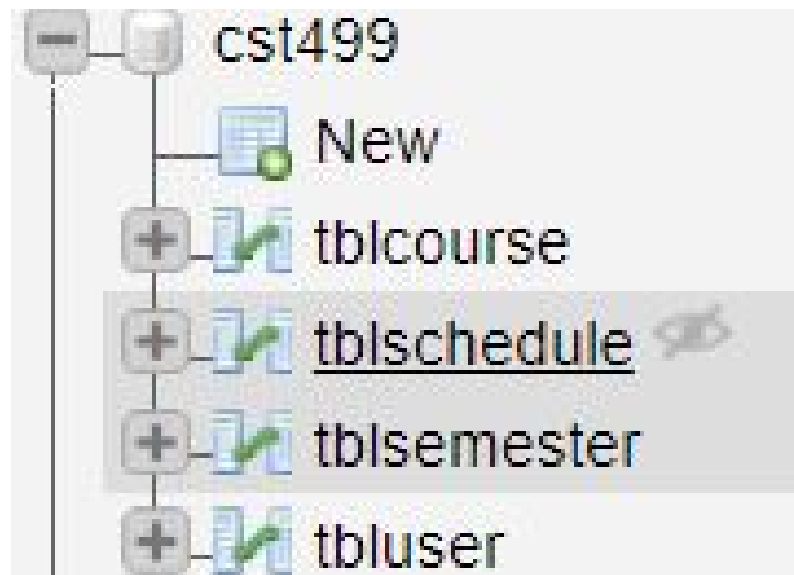 cst499
New
tblcourse
tblschedule
tblsemester
tbluser